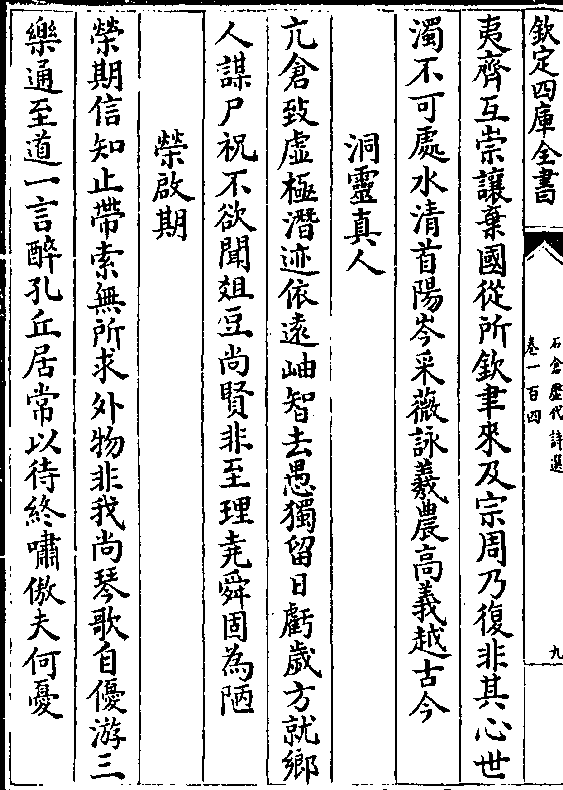 欽定四庫全書
石倉歷代詩選
卷一百四
九
夷齊互崇讓棄國從所欽聿來及宗周乃復非其心世
濁不可處水清首陽岑采薇詠羲農高義越古今
洞靈真人
亢倉致虛極潛迹依遠岫智去愚獨留日虧歲方就鄉
人謀尸祝不欲聞俎豆尚賢非至理堯舜固為陋
榮啟期
榮期信知止帶索無所求外物非我尚琴歌自優游三
樂通至道一言醉孔丘居常以待終嘯傲夫何憂